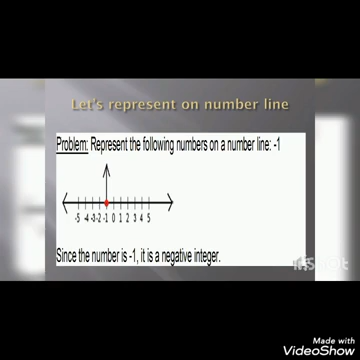 Let's represent on number line
Problem: Represent the following numbers on a number line: -1
-5 -4 -3 -2 -1 0 1 2 3 4 5
Since the number is -1, it is a negative integer.
Made with
VideoShow